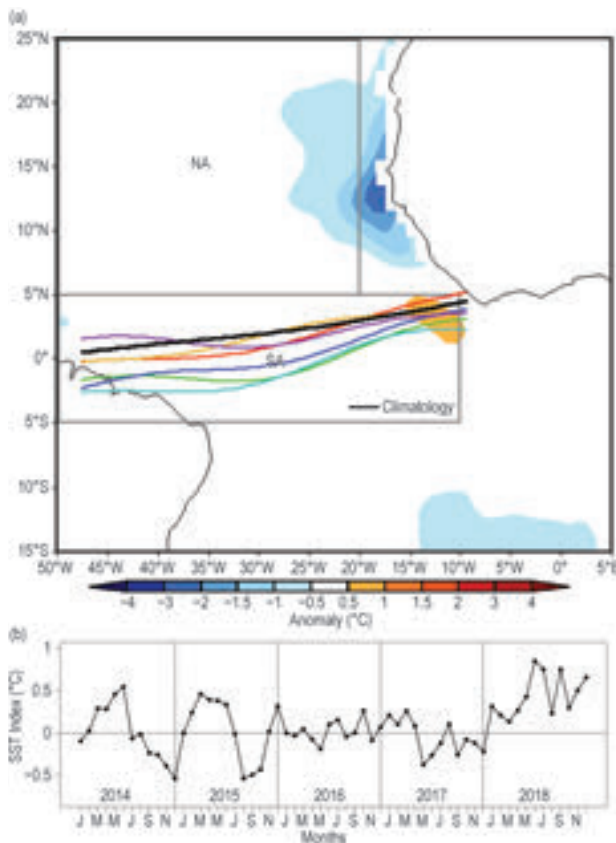 (a)
25°N
20°N
15°N
10°N
5°N
0°
5°S
10°S
15°S
NA
SA
Climatology
50°W 45°W 40°W 35°W 30°W 25°W 20°W 15°W 10°W 5°W 0° 5°W
−4 −3 −2 −1.5 −1 −0.5 0.5 1 1.5 2 3 4
Anomaly (°C)
(b)
SST Index (°C)
1
0.5
0
−0.5
2014 2015 2016 2017 2018
J M M J S N J M M J S N J M M J S N J M M J S N J M M J S N
Months